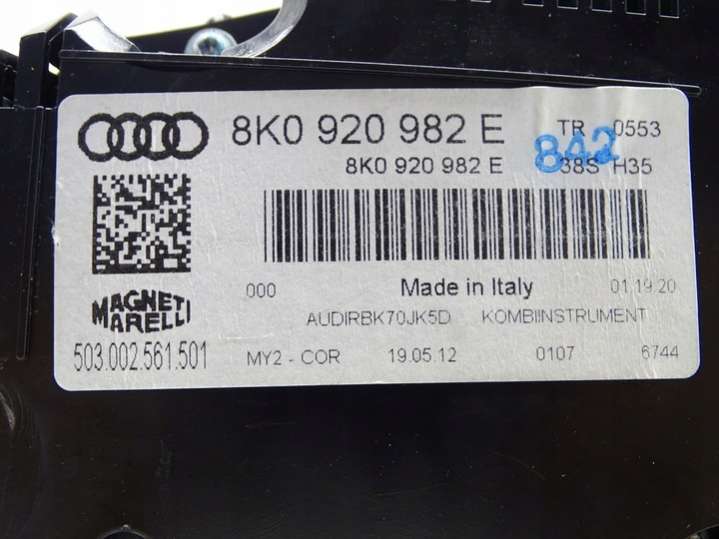 8K0 920 982 E TR 0553
842
8K0 920 982 E 38S H35
000 Made in Italy 01.19.20
MAGNETI
MARELLI
AUDIRBK70JK5D KOMBIINSTRUMENT
503.002.561.501 MY2 - COR 19.05.12 0107 6744